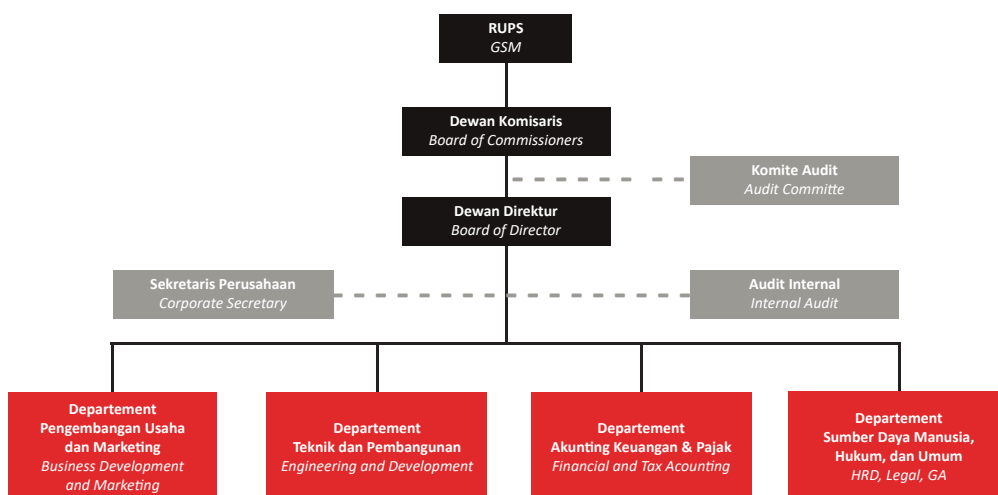 RUPS
GSM
Dewan Komisaris
Board of Commissioners
Komite Audit
Audit Committe
Dewan Direktur
Board of Director
Sekretaris Perusahaan
Corporate Secretary
Audit Internal
Internal Audit
Departement
Pengembangan Usaha
dan Marketing
Business Development
and Marketing
Departement
Teknik dan Pembangunan
Engineering and Development
Departement
Akunting Keuangan & Pajak
Financial and Tax Acounting
Departement
Sumber Daya Manusia,
Hukum, dan Umum
HRD, Legal, GA